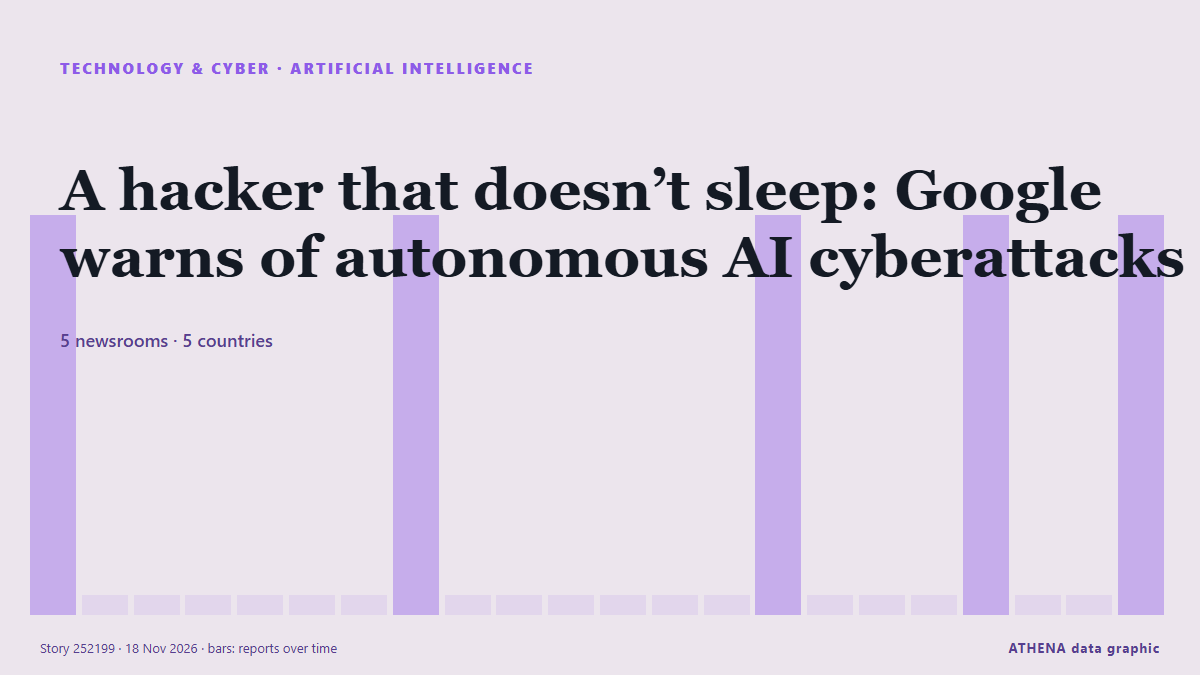 TECHNOLOGY & CYBER · ARTIFICIAL INTELLIGENCE
A hacker that doesn’t sleep: Google
warns of autonomous AI cyberattacks
5 newsrooms · 5 countries
Story 252199 · 18 Nov 2026 · bars: reports over time
ATHENA data graphic